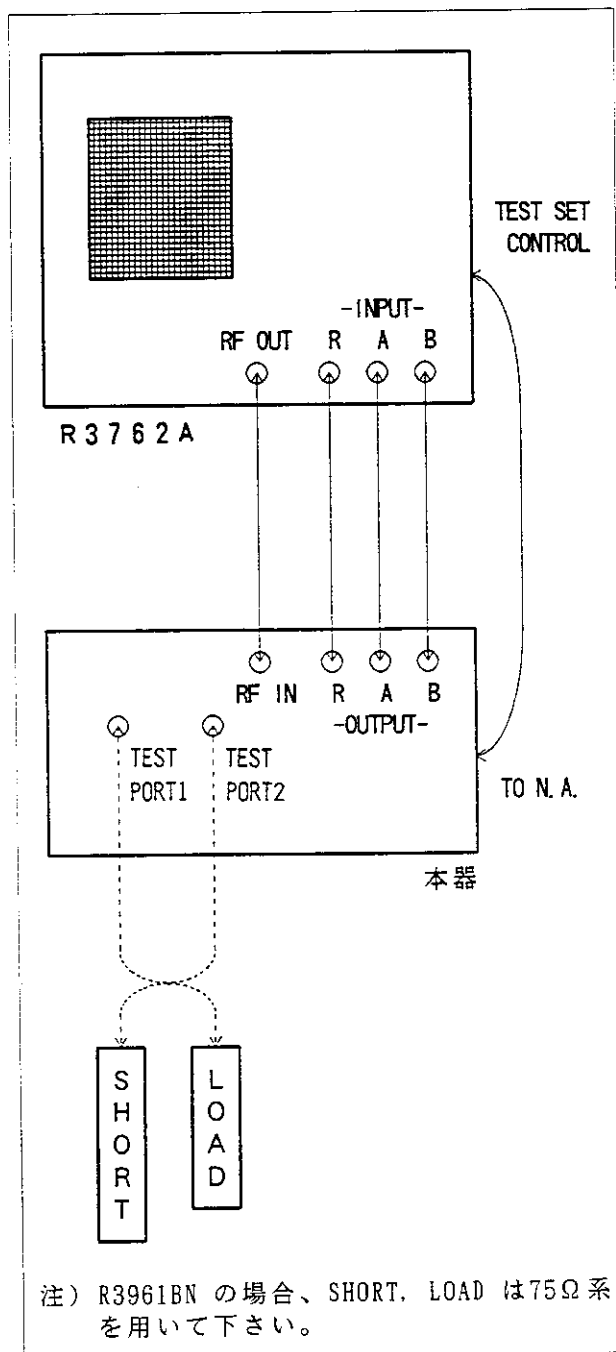 TEST SET
CONTROL
-INPUT-
RF OUT R A B
R3762A
RF IN R A B
-OUTPUT-
TEST
PORT1
TEST
PORT2
TO N.A.
本器
SHORT
LOAD
注) R3961BN の場合、SHORT, LOAD は75Ω系
を用いて下さい。